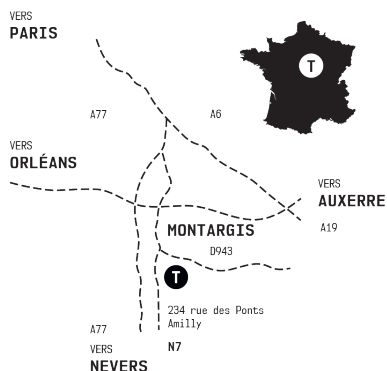 VERS
PARIS
T
A77
A6
VERS
ORLÉANS
VERS
AUXERRE
A19
MONTARGIS
D943
T
234 rue des Ponts
Amilly
A77
N7
VERS
NEVERS